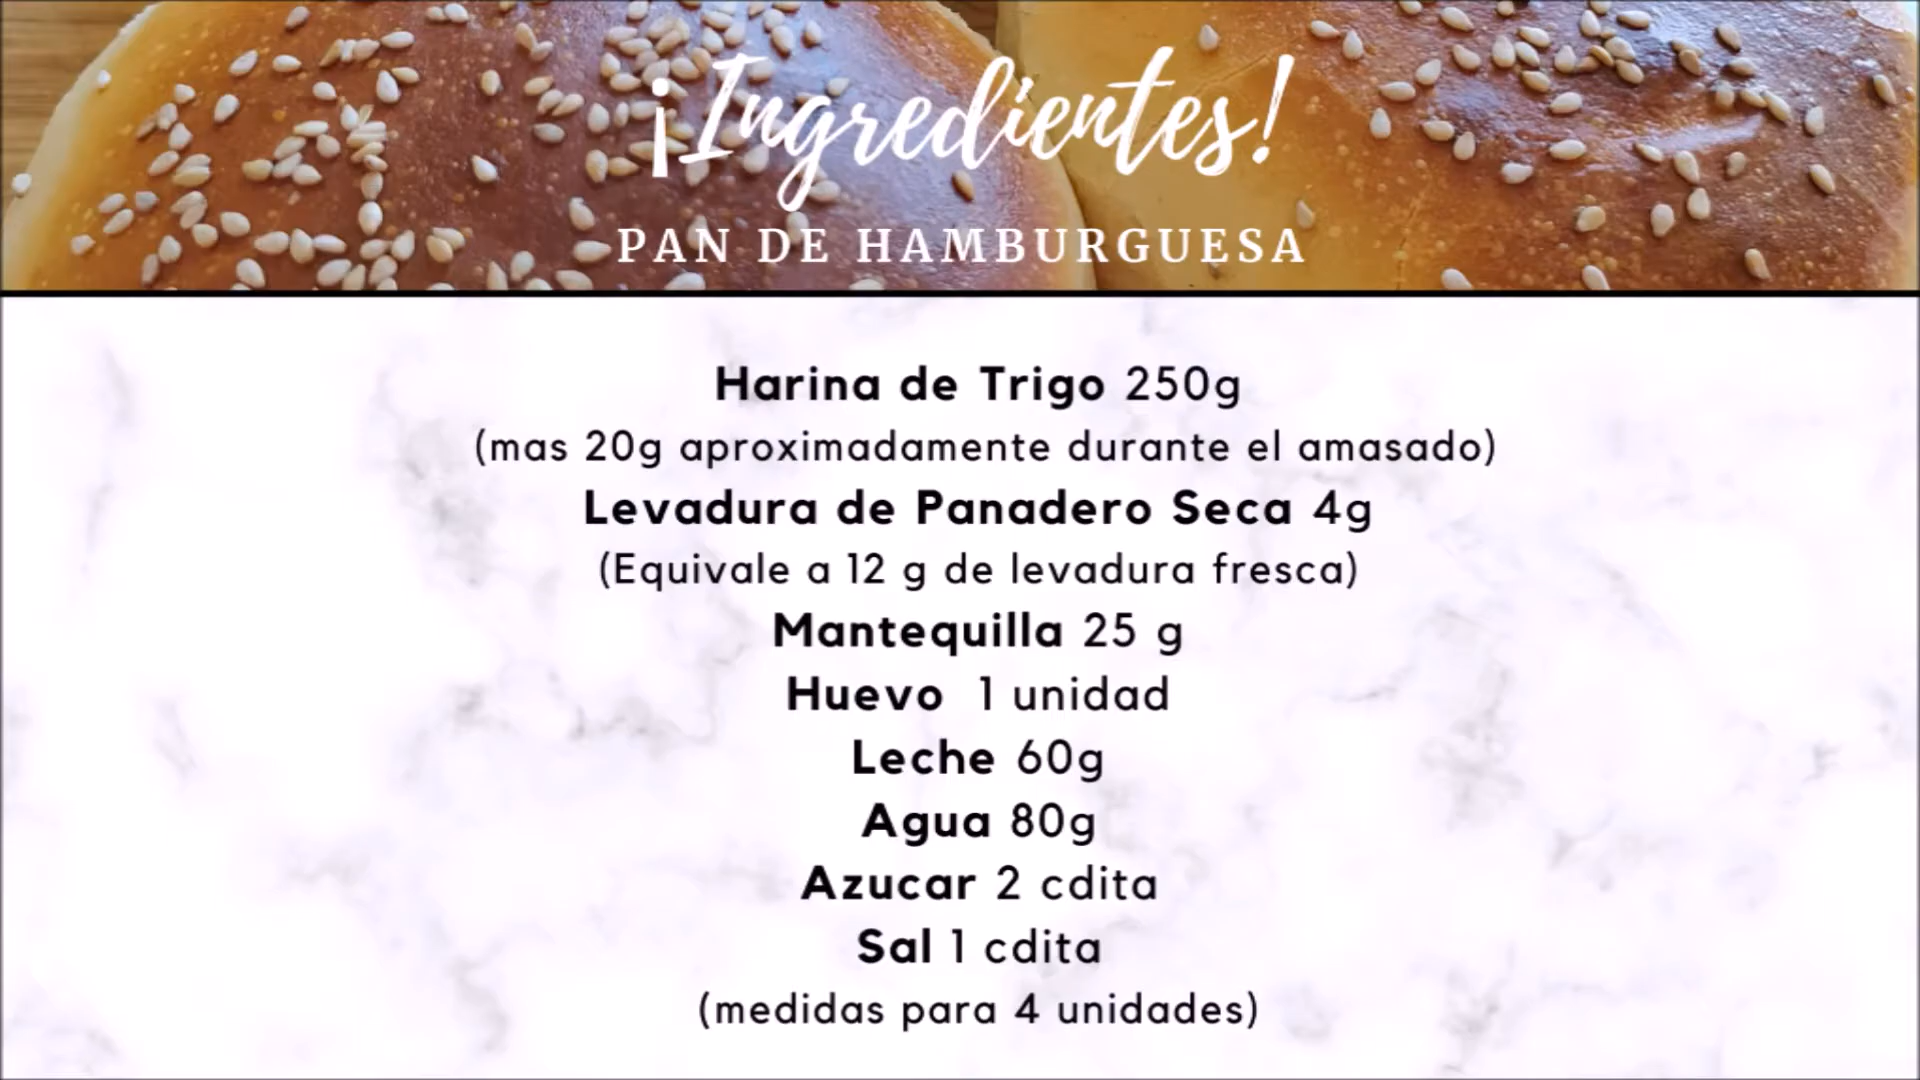 ¡Ingredientes!
PAN DE HAMBURGUESA
Harina de Trigo 250g
(mas 20g aproximadamente durante el amasado)
Levadura de Panadero Seca 4g
(Equivale a 12 g de levadura fresca)
Mantequilla 25 g
Huevo 1 unidad
Leche 60g
Agua 80g
Azucar 2 cdita
Sal 1 cdita
(medidas para 4 unidades)